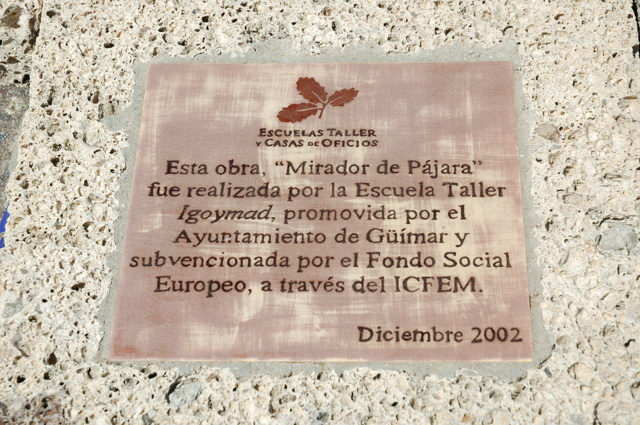 Escuelas Taller
y Casas de Oficios
Esta obra, "Mirador de Pájara"
fue realizada por la Escuela Taller
Igoymad, promovida por el
Ayuntamiento de Güímar y
subvencionada por el Fondo Social
Europeo, a través del ICFEM.
Diciembre 2002